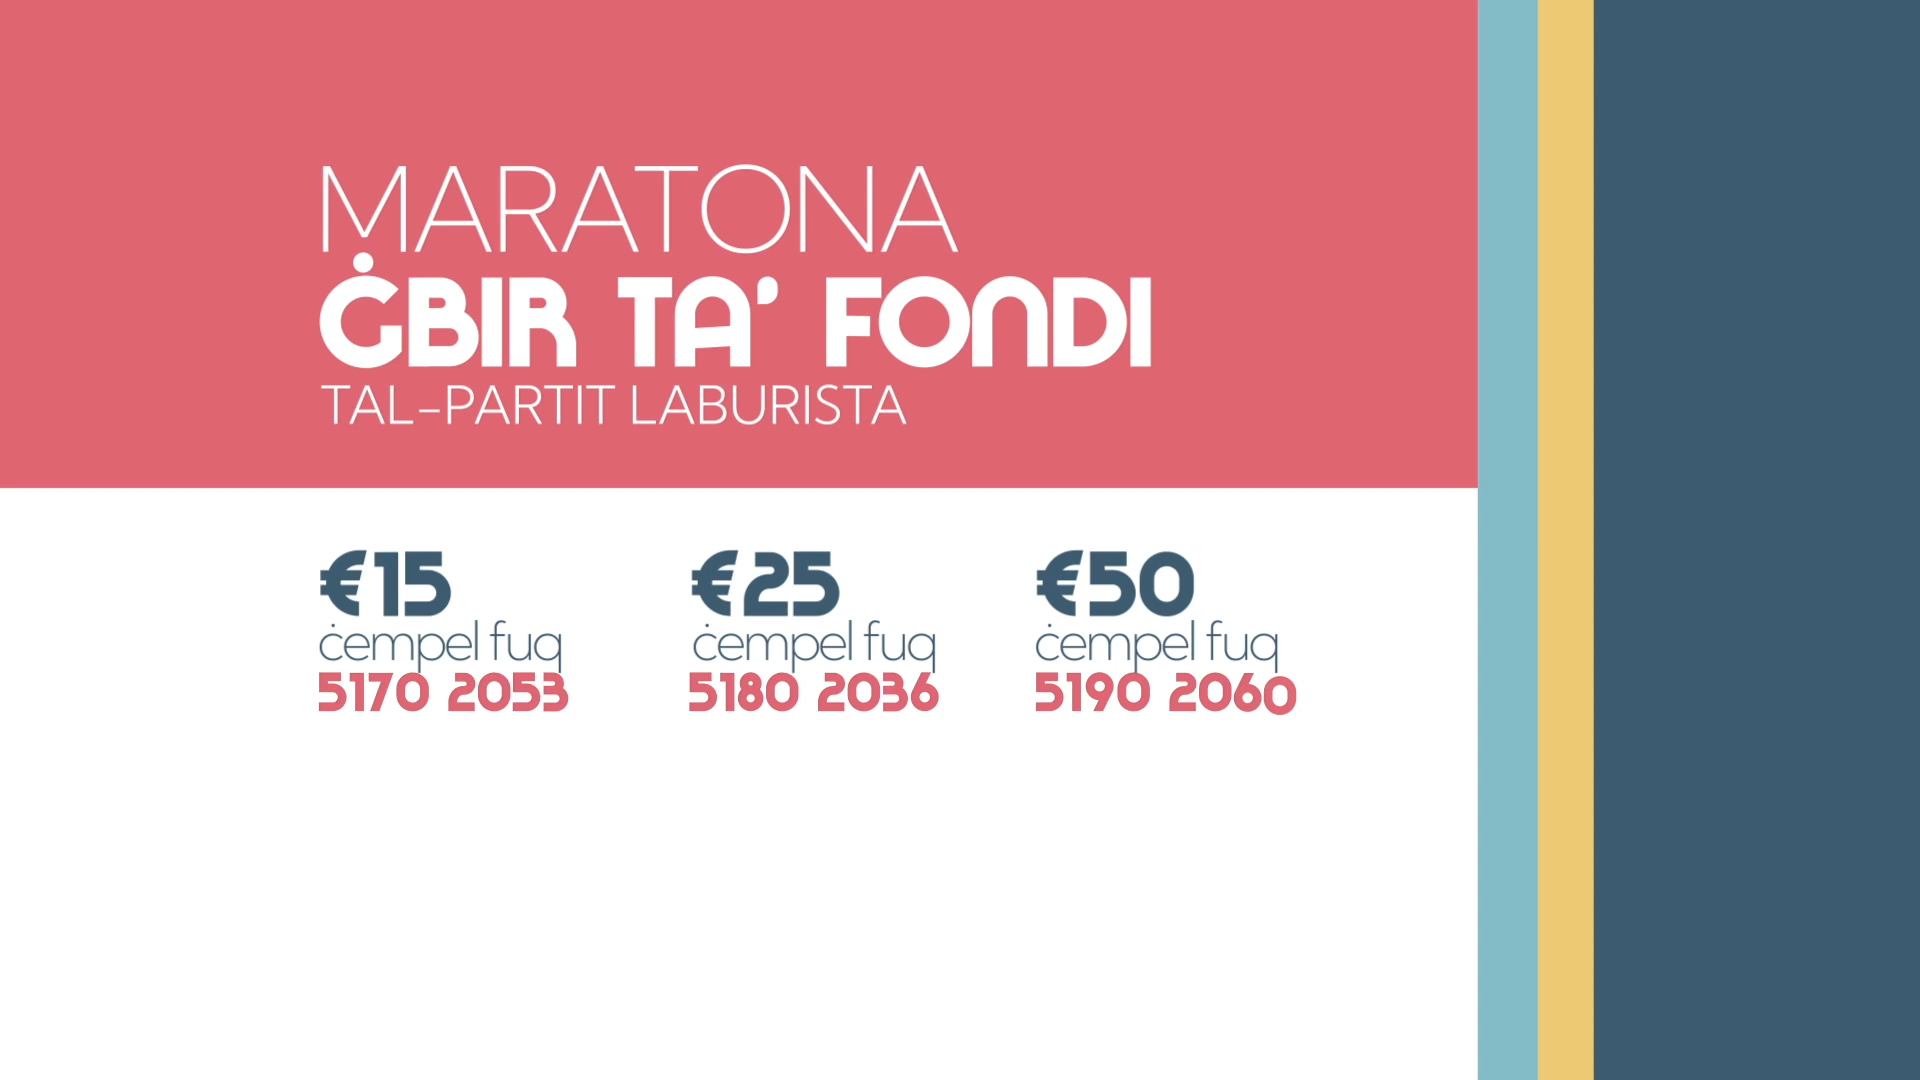 MARATONA
ĠBIR TA' FONDI
TAL-PARTIT LABURISTA
€15
ċempel fuq
5170 2053
€25
ċempel fuq
5180 2036
€50
ċempel fuq
5190 2060